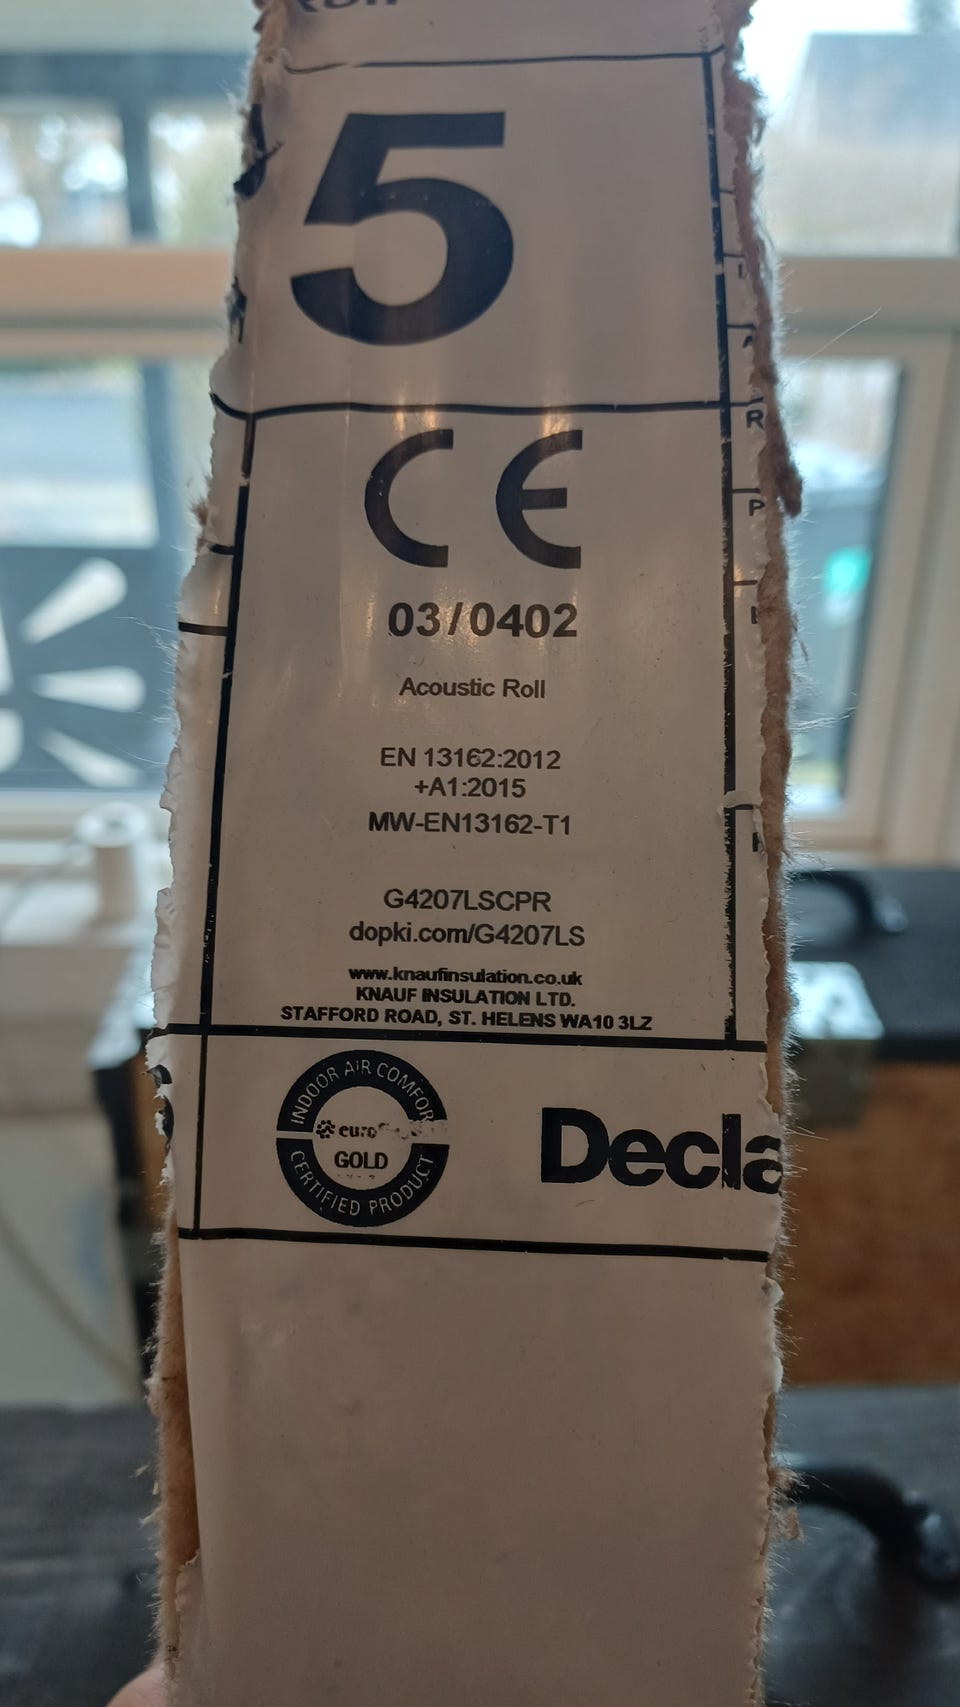 5
CE
03/0402
Acoustic Roll
EN 13162:2012
+A1:2015
MW-EN13162-T1
G4207LSCPR
dopki.com/G4207LS
www.knaufinsulation.co.uk
KNAUF INSULATION LTD.
STAFFORD ROAD, ST. HELENS WA10 3LZ
INDOOR AIR COMFOR
GOLD
CERTIFIED PRODUCT
Decla
R
P